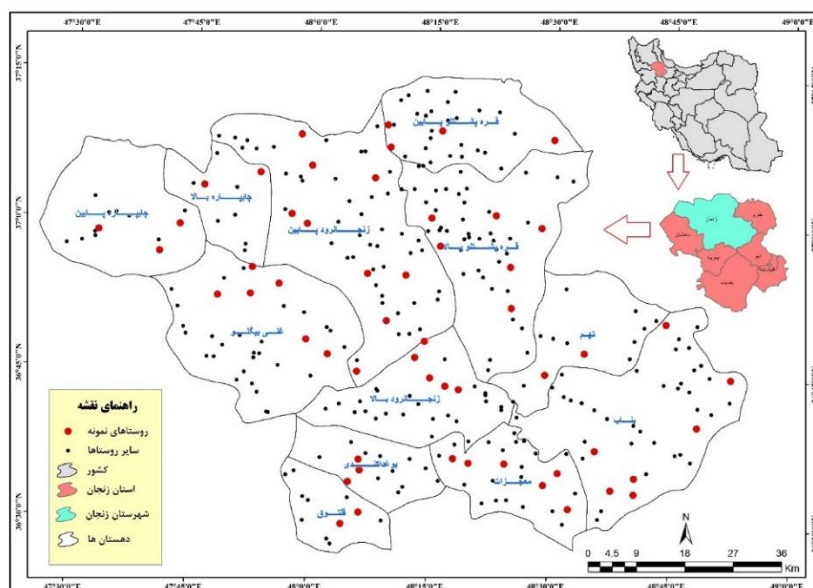 47°30'0"E 47°45'0"E 48°0'0"E 48°15'0"E 48°30'0"E 48°45'0"E 49°0'0"E
37°15'0"N
37°0'0"N
36°45'0"N
36°30'0"N
قره پشتلو پایین
چایپاره بالا
چایپاره پایین
زنجانرود پایین
قره پشتلو بالا
غنی بیگلو
تهم
زنجانرود بالا
بناب
بوغداکندی
معجزات
قلتوق
زنجان
طارم
ابهر
راهنمای نقشه
روستاهای نمونه
سایر روستاها
کشور
استان زنجان
شهرستان زنجان
دهستان ها
N
0 4.5 9 18 27 36
Km
47°30'0"E 47°45'0"E 48°0'0"E 48°15'0"E 48°30'0"E 48°45'0"E 49°0'0"E